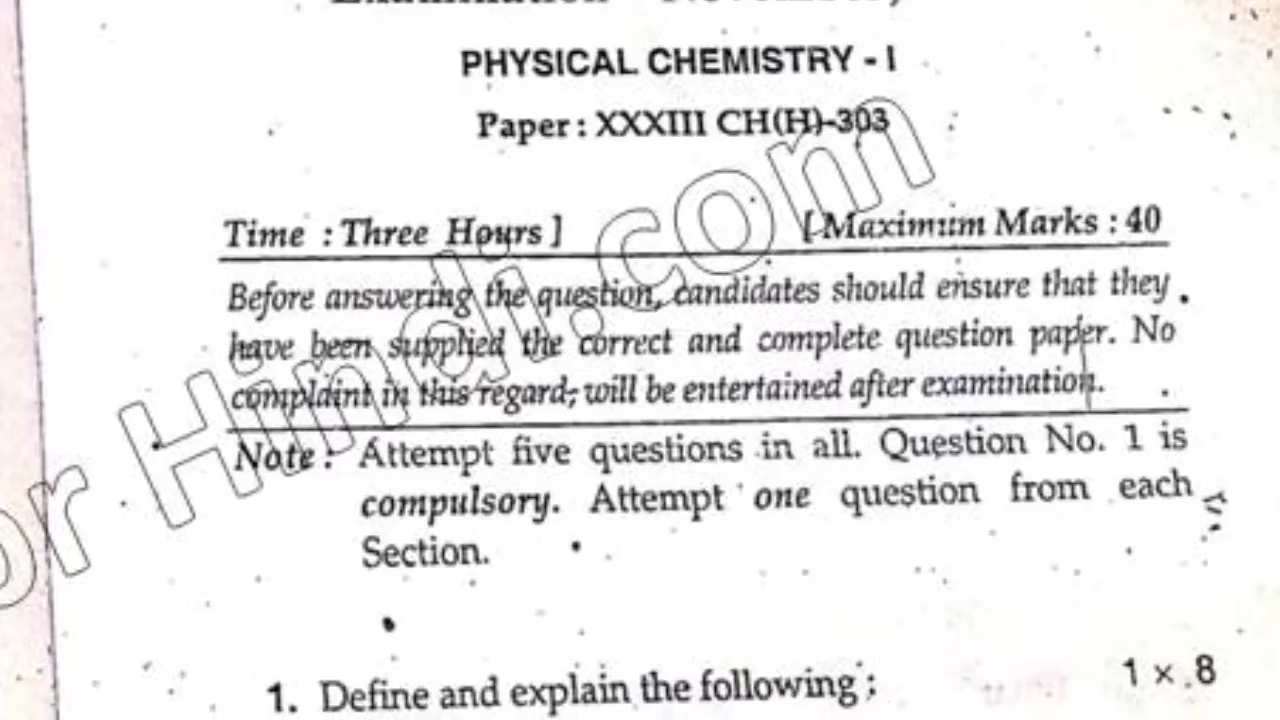 PHYSICAL CHEMISTRY - I
Paper : XXXIII CH(H)-303
Time : Three Hours ] [ Maximum Marks : 40
Before answering the question, candidates should ensure that they
have been supplied the correct and complete question paper. No
complaint in this regard, will be entertained after examination.
Note : Attempt five questions in all. Question No. 1 is
compulsory. Attempt one question from each
Section.
1. Define and explain the following : 1 × 8
or Hindi.com